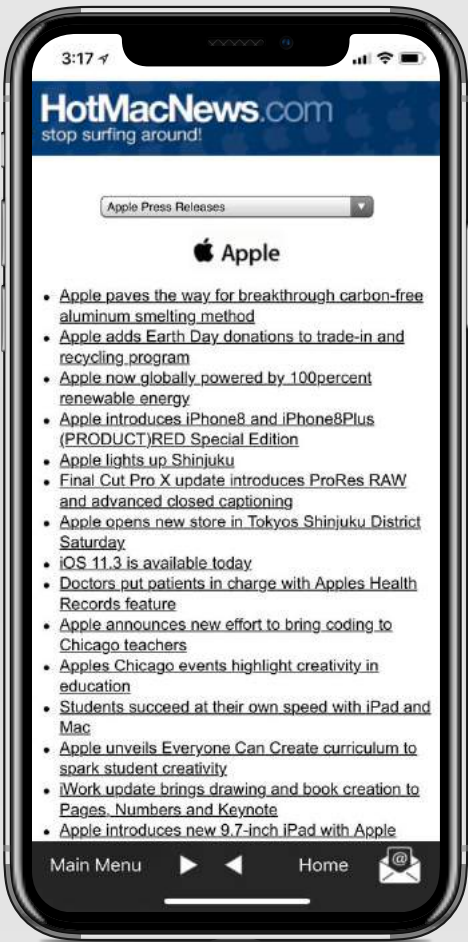 3:17
HotMacNews.com
stop surfing around!
Apple Press Releases
Apple
Apple paves the way for breakthrough carbon-free
aluminum smelting method
Apple adds Earth Day donations to trade-in and
recycling program
Apple now globally powered by 100percent
renewable energy
Apple introduces iPhone8 and iPhone8Plus
(PRODUCT)RED Special Edition
Apple lights up Shinjuku
Final Cut Pro X update introduces ProRes RAW
and advanced closed captioning
Apple opens new store in Tokyos Shinjuku District
Saturday
iOS 11.3 is available today
Doctors put patients in charge with Apples Health
Records feature
Apple announces new effort to bring coding to
Chicago teachers
Apples Chicago events highlight creativity in
education
Students succeed at their own speed with iPad and
Mac
Apple unveils Everyone Can Create curriculum to
spark student creativity
iWork update brings drawing and book creation to
Pages, Numbers and Keynote
Apple introduces new 9.7-inch iPad with Apple
Main Menu Home @